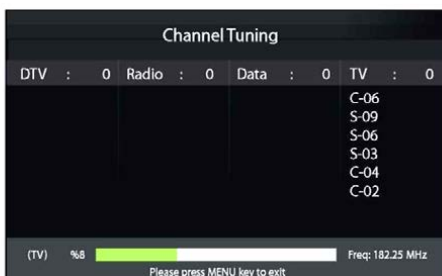 Channel Tuning
DTV : 0 Radio : 0 Data : 0 TV : 0
C-06
S-09
S-06
S-03
C-04
C-02
(TV) %8 Freq: 182.25 MHz
Please press MENU key to exit